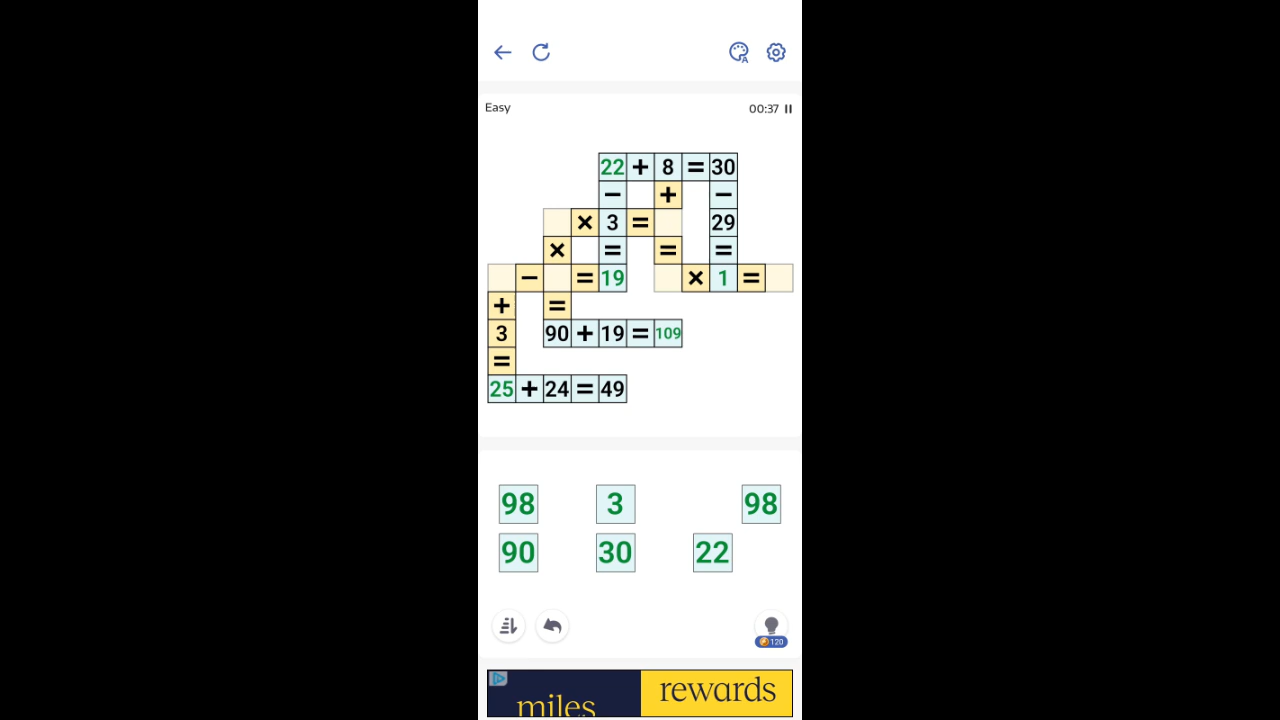 Easy 00:37
22 + 8 = 30
− + −
× 3 = 29
× = = =
− = 19 × 1 =
+ =
3 90 + 19 = 109
=
25 + 24 = 49
98 3 98
90 30 22
120
miles rewards